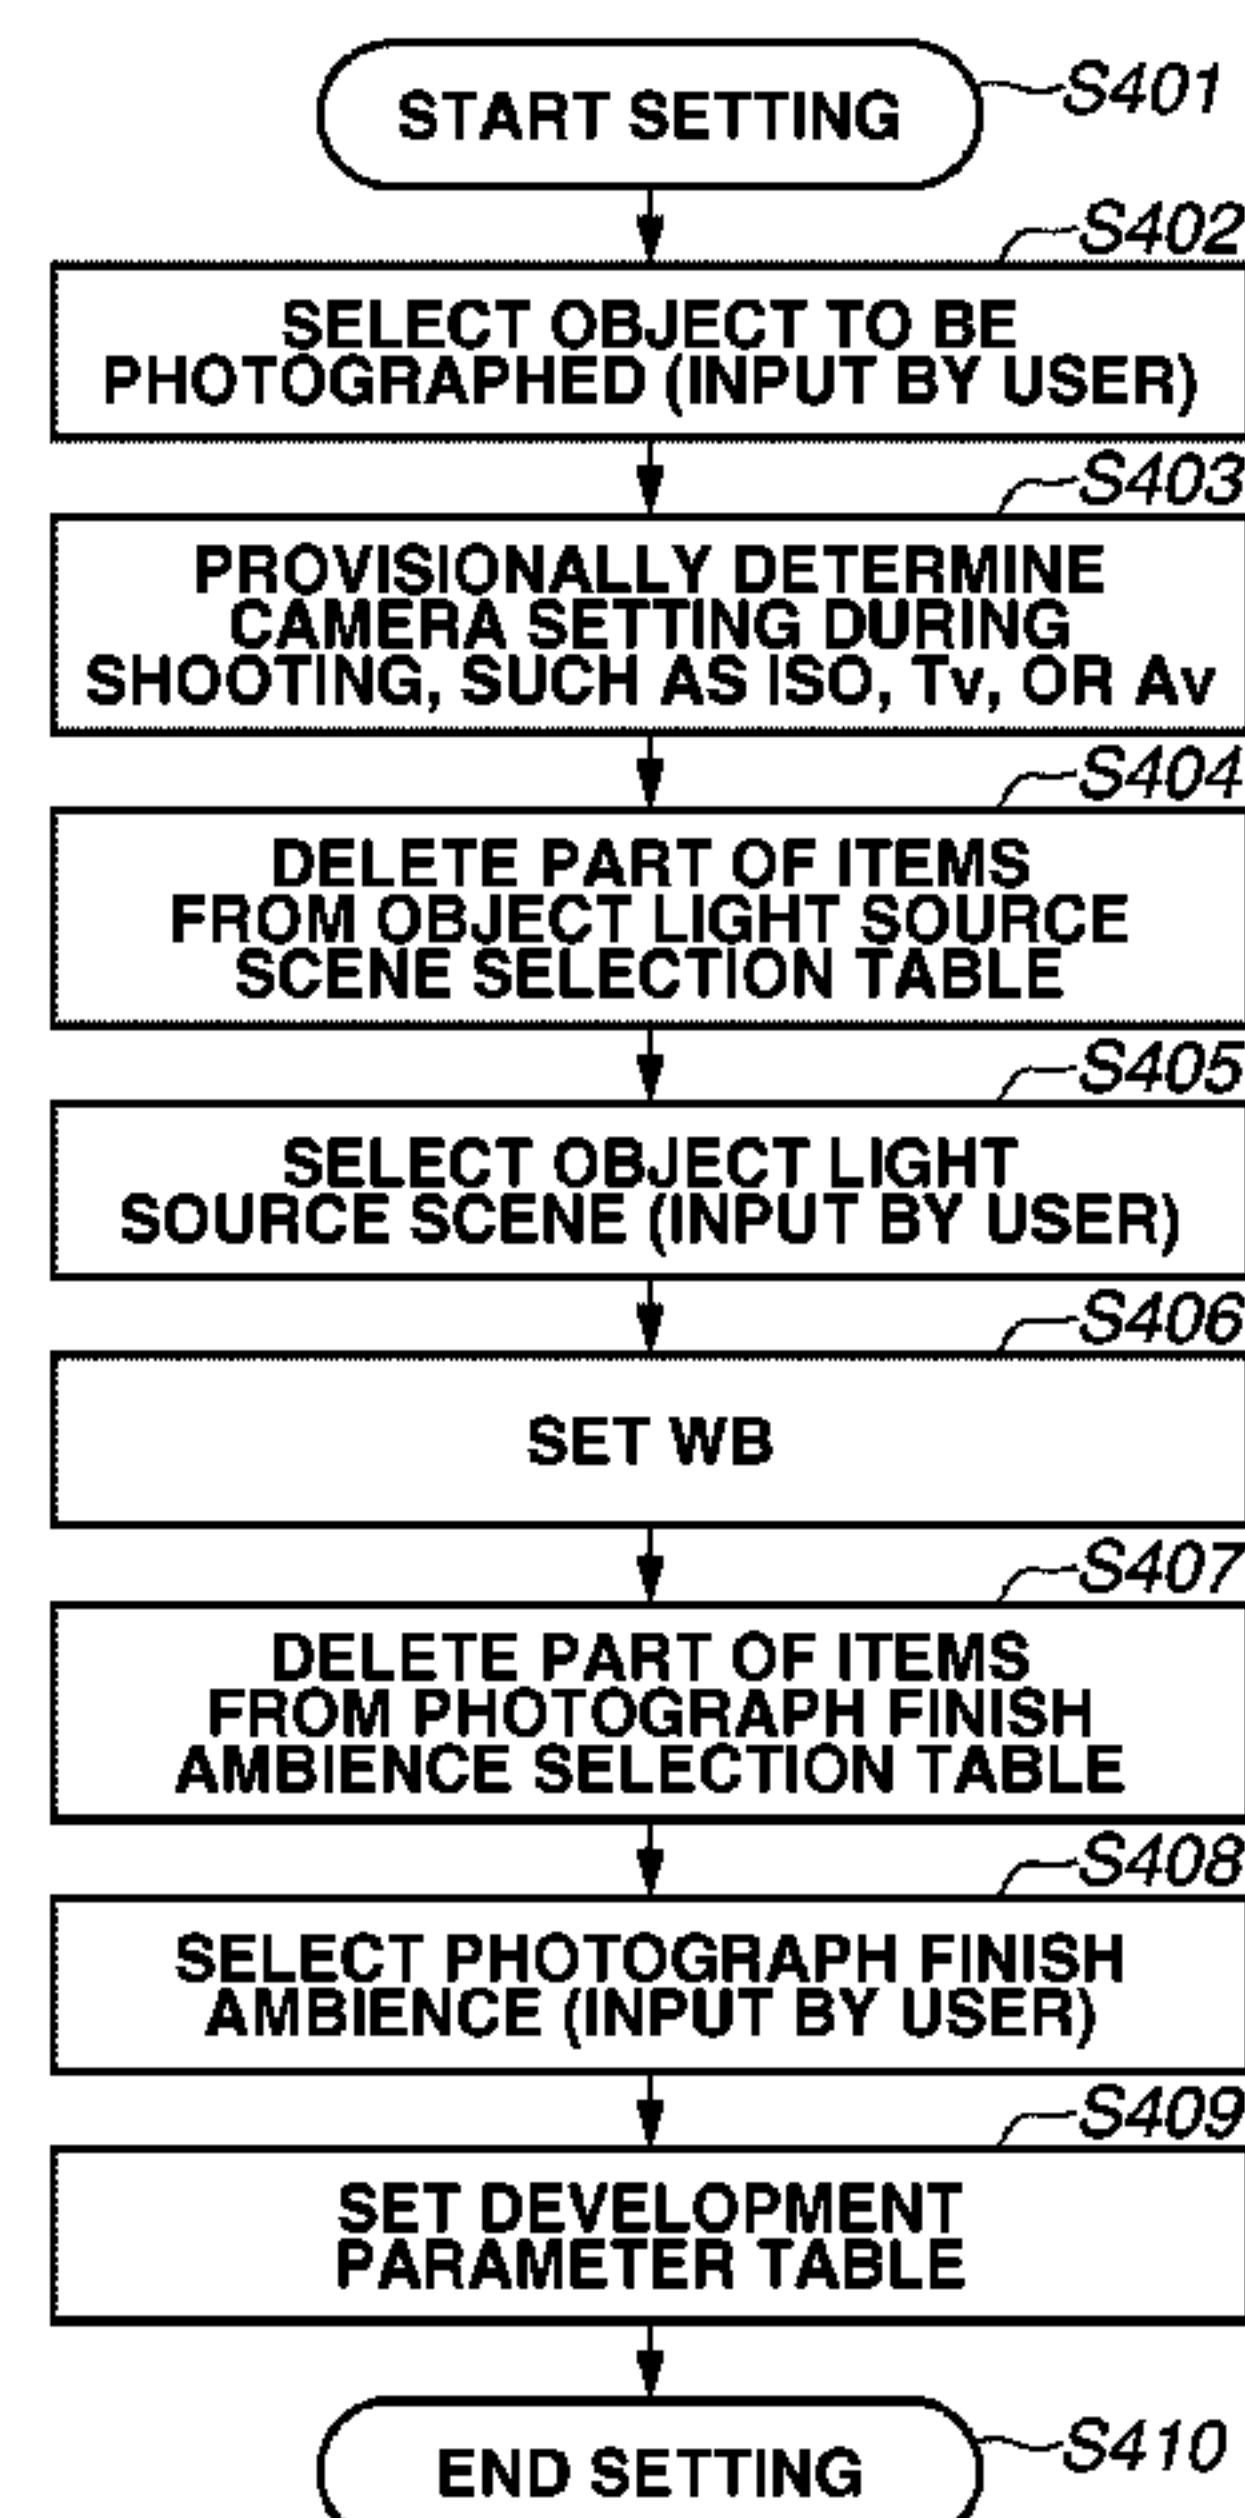 START SETTING
S401
S402
SELECT OBJECT TO BE
PHOTOGRAPHED (INPUT BY USER)
S403
PROVISIONALLY DETERMINE
CAMERA SETTING DURING
SHOOTING, SUCH AS ISO, Tv, OR Av
S404
DELETE PART OF ITEMS
FROM OBJECT LIGHT SOURCE
SCENE SELECTION TABLE
S405
SELECT OBJECT LIGHT
SOURCE SCENE (INPUT BY USER)
S406
SET WB
S407
DELETE PART OF ITEMS
FROM PHOTOGRAPH FINISH
AMBIENCE SELECTION TABLE
S408
SELECT PHOTOGRAPH FINISH
AMBIENCE (INPUT BY USER)
S409
SET DEVELOPMENT
PARAMETER TABLE
S410
END SETTING